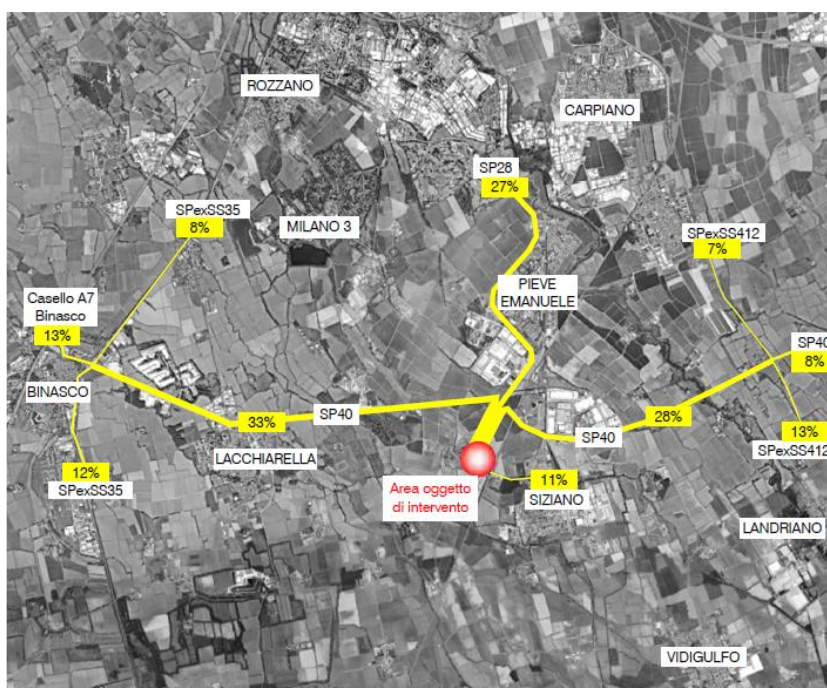 ROZZANO
CARPIANO
SP28
27%
SPexSS35
8%
MILANO 3
SPexSS412
7%
PIEVE
EMANUELE
Casello A7
Binasco
13%
SP40
8%
BINASCO
33%
SP40
28%
SP40
13%
SPexSS412
LACCHIARELLA
12%
SPexSS35
Area oggetto
di intervento
11%
SIZIANO
LANDRIANO
VIDIGULFO